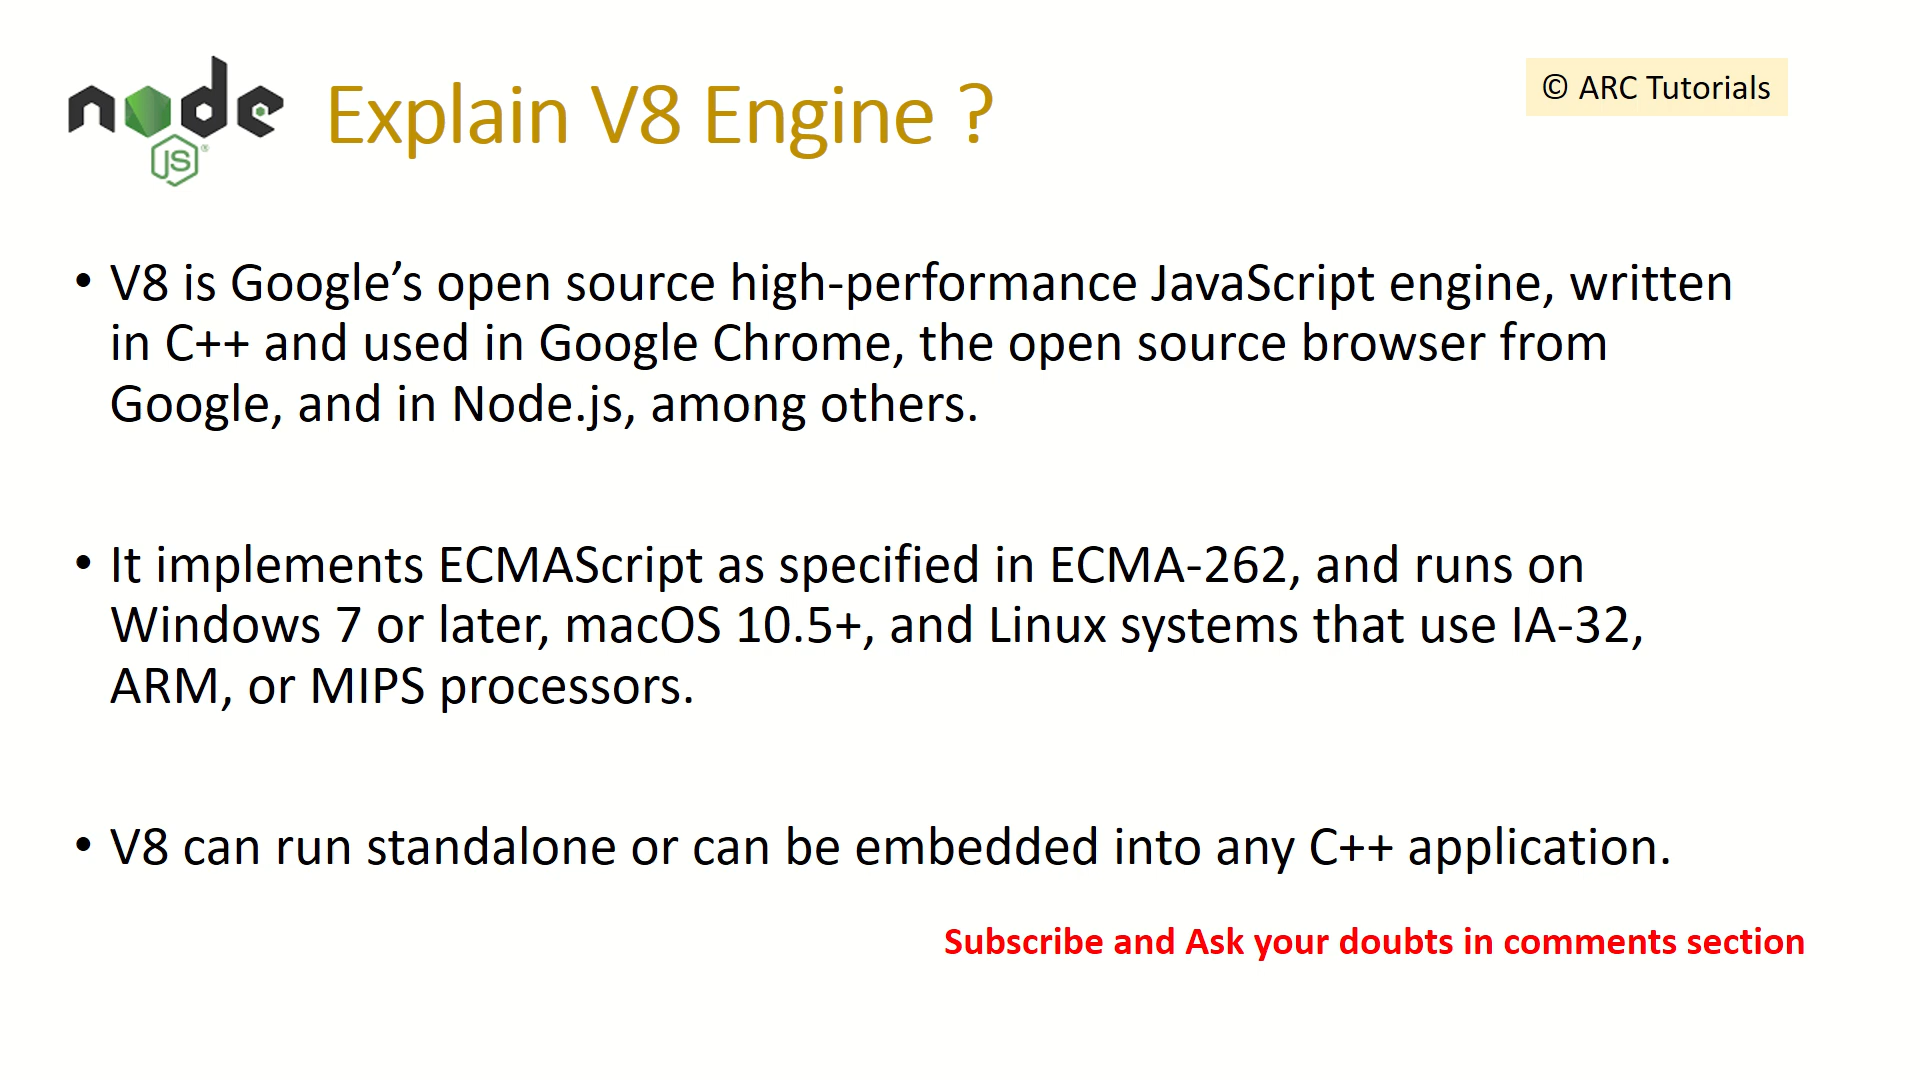 node
JS
Explain V8 Engine ?
© ARC Tutorials
• V8 is Google’s open source high-performance JavaScript engine, written
in C++ and used in Google Chrome, the open source browser from
Google, and in Node.js, among others.
• It implements ECMAScript as specified in ECMA-262, and runs on
Windows 7 or later, macOS 10.5+, and Linux systems that use IA-32,
ARM, or MIPS processors.
• V8 can run standalone or can be embedded into any C++ application.
Subscribe and Ask your doubts in comments section